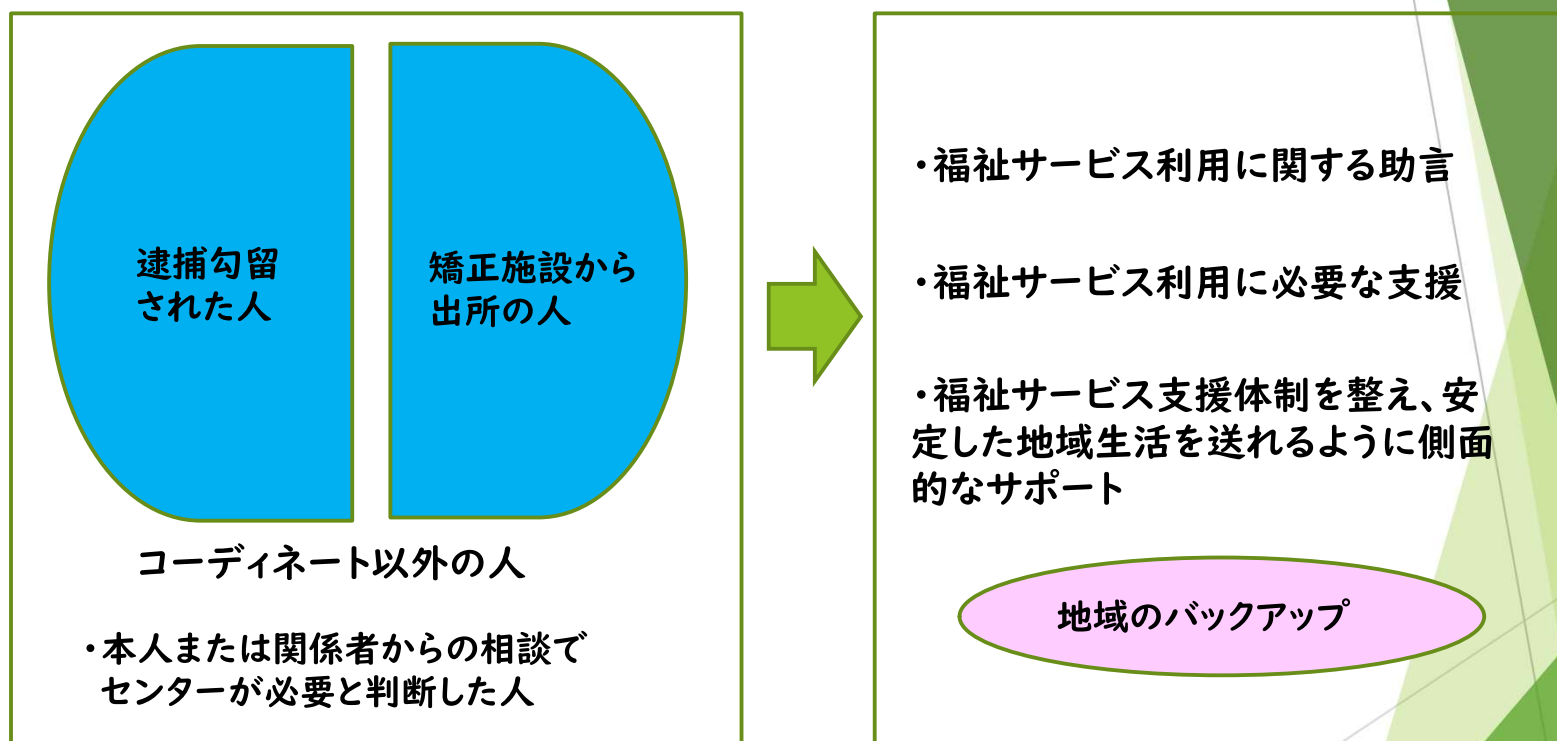 逮捕勾留
された人
矯正施設から
出所の人
コーディネート以外の人
・本人または関係者からの相談で
センターが必要と判断した人
・福祉サービス利用に関する助言
・福祉サービス利用に必要な支援
・福祉サービス支援体制を整え、安
定した地域生活を送れるように側面
的なサポート
地域のバックアップ